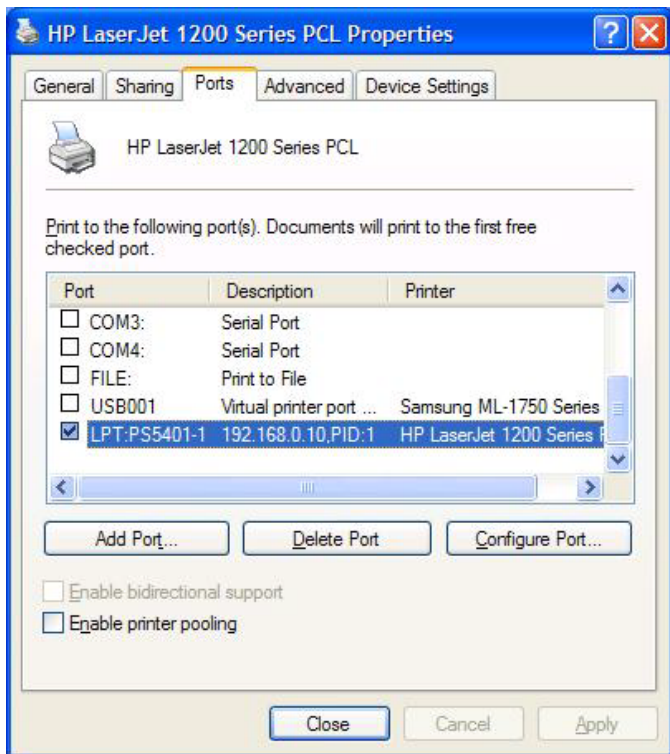 HP LaserJet 1200 Series PCL Properties
General Sharing Ports Advanced Device Settings
HP LaserJet 1200 Series PCL
Print to the following port(s). Documents will print to the first free
checked port.
Port Description Printer
COM3: Serial Port
COM4: Serial Port
FILE: Print to File
USB001 Virtual printer port ... Samsung ML-1750 Series
LPT:PS5401-1 192.168.0.10,PID:1 HP LaserJet 1200 Series
Add Port... Delete Port Configure Port...
Enable bidirectional support
Enable printer pooling
Close Cancel Apply